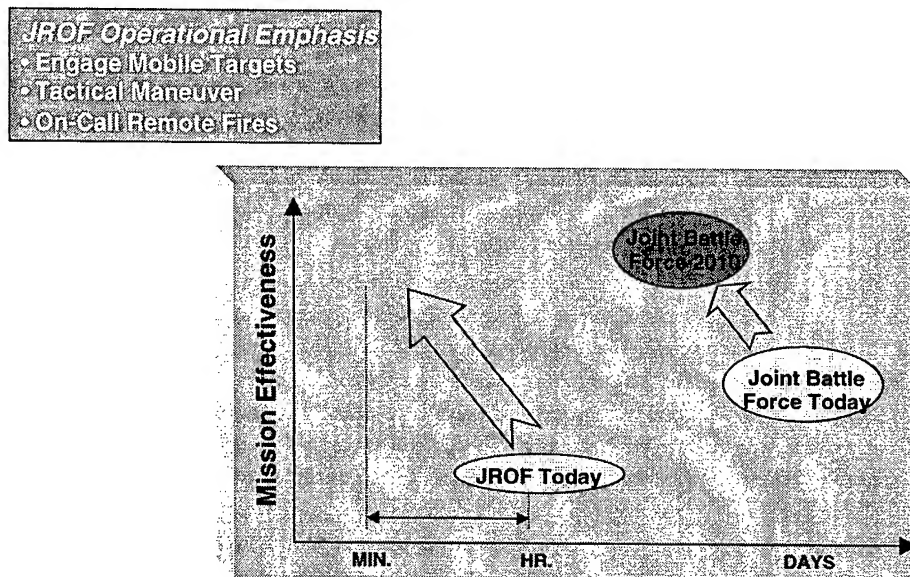 JROF Operational Emphasis
• Engage Mobile Targets
• Tactical Maneuver
• On-Call Remote Fires
Mission Effectiveness
Joint Battle
Force 2010
Joint Battle
Force Today
JROF Today
MIN.
HR.
DAYS